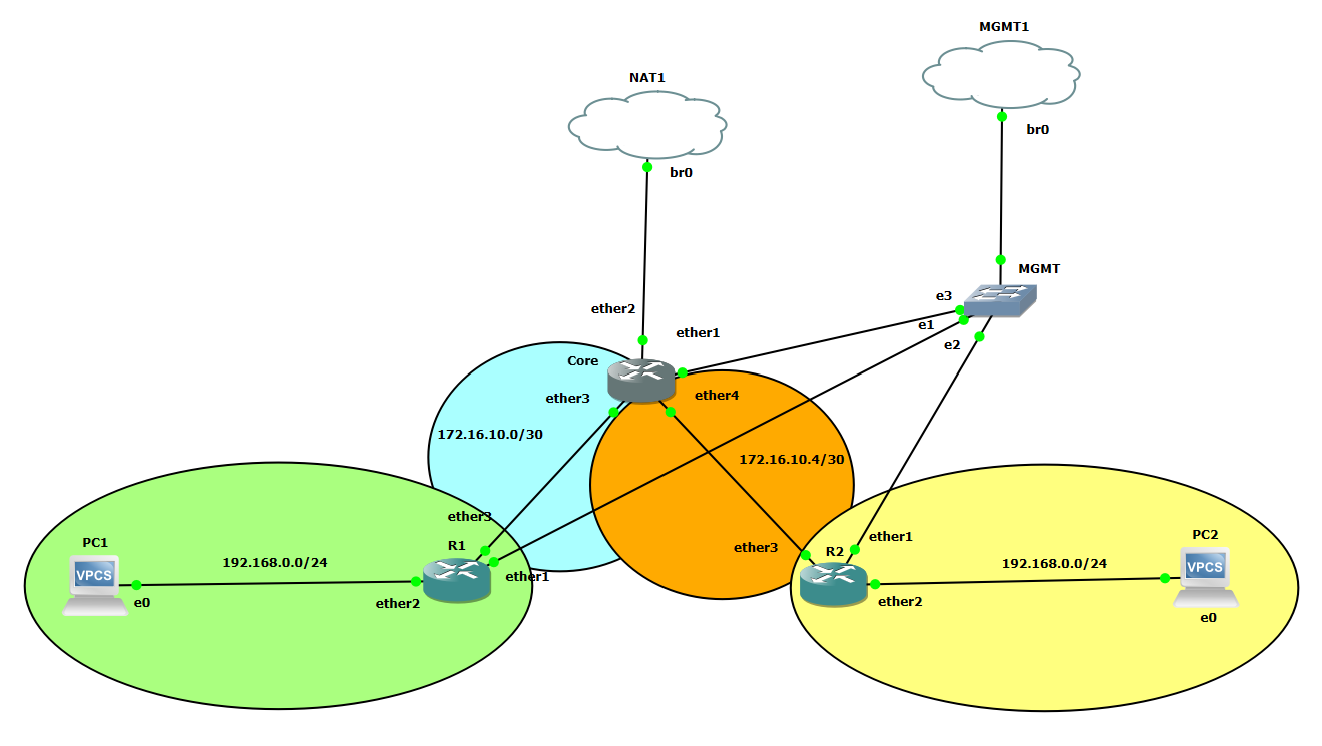 MGMT1
NAT1
br0
br0
MGMT
e3
ether2
e1
ether1
e2
Core
ether3
ether4
172.16.10.0/30
172.16.10.4/30
ether3
R1
ether1
ether3
R2
ether1
PC1
VPCS
192.168.0.0/24
e0
ether2
PC2
VPCS
192.168.0.0/24
ether2
e0